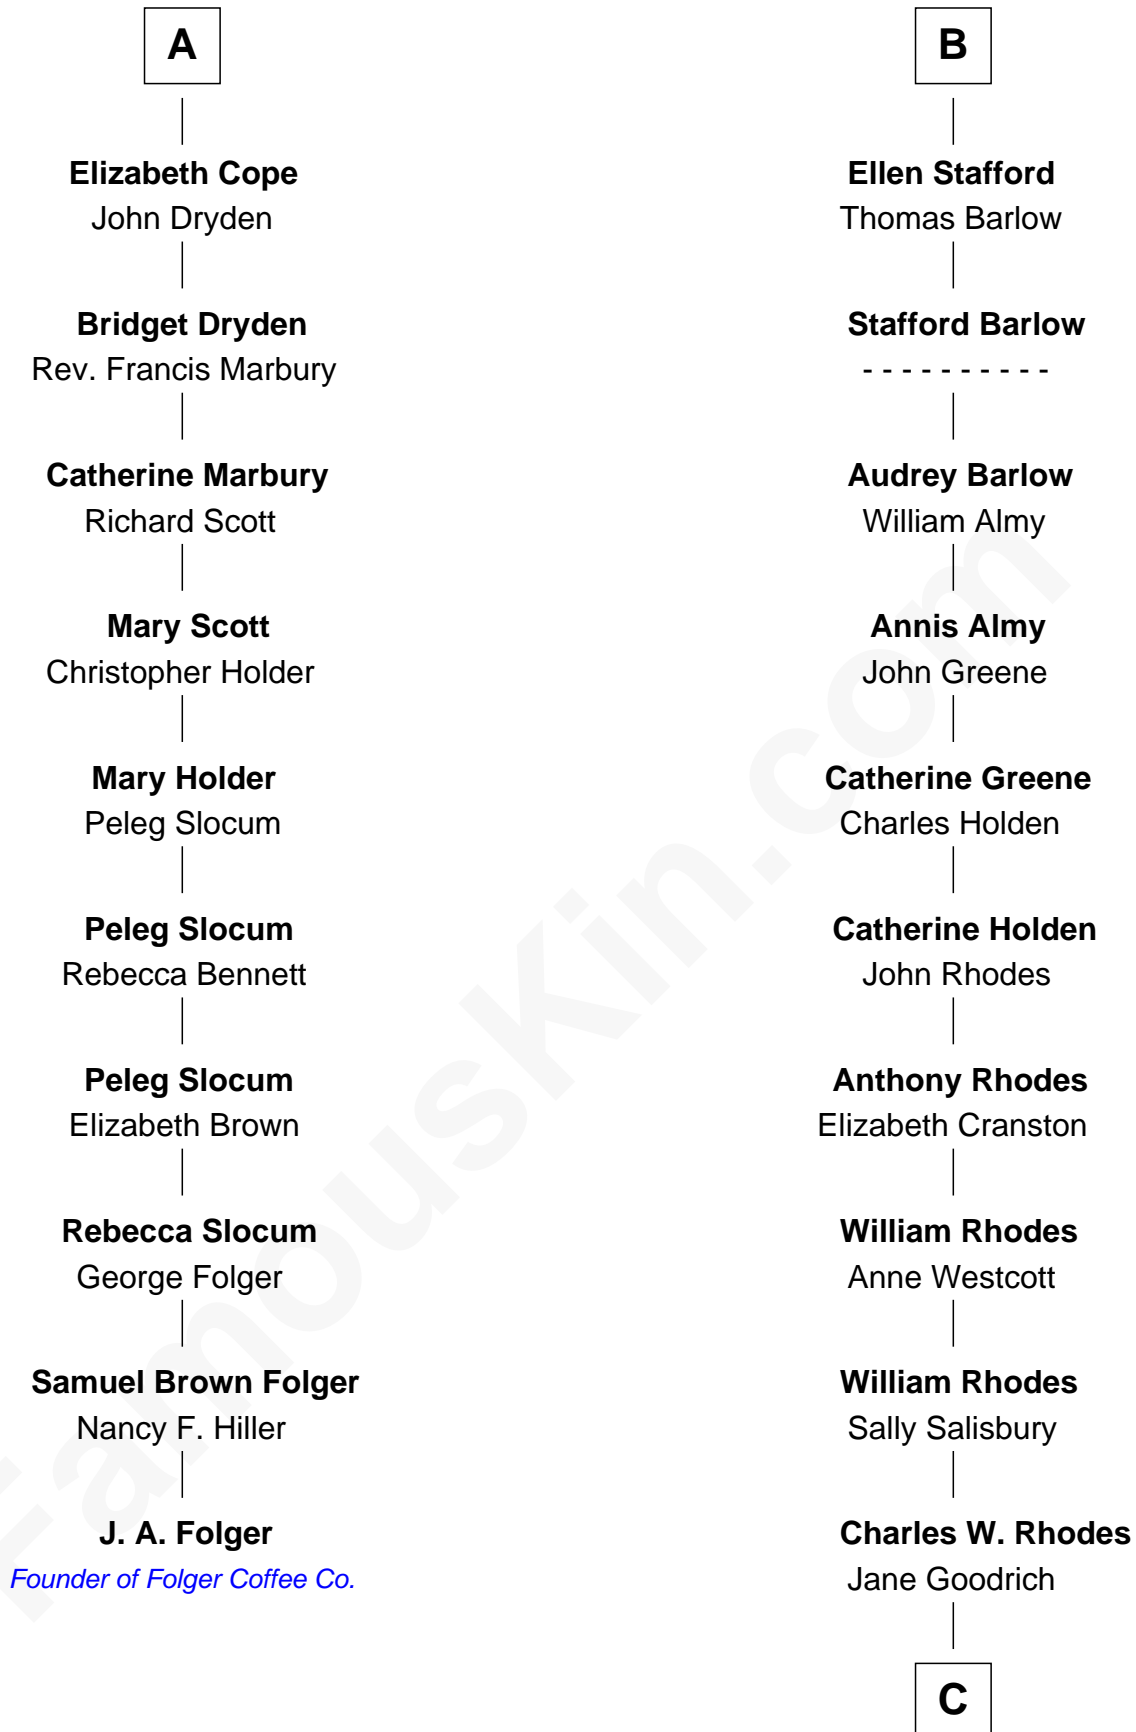 A
Elizabeth Cope
John Dryden
Bridget Dryden
Rev. Francis Marbury
Catherine Marbury
Richard Scott
Mary Scott
Christopher Holder
Mary Holder
Peleg Slocum
Peleg Slocum
Rebecca Bennett
Peleg Slocum
Elizabeth Brown
Rebecca Slocum
George Folger
Samuel Brown Folger
Nancy F. Hiller
J. A. Folger
Founder of Folger Coffee Co.
B
Ellen Stafford
Thomas Barlow
Stafford Barlow
- - - - - - - - - -
Audrey Barlow
William Almy
Annis Almy
John Greene
Catherine Greene
Charles Holden
Catherine Holden
John Rhodes
Anthony Rhodes
Elizabeth Cranston
William Rhodes
Anne Westcott
William Rhodes
Sally Salisbury
Charles W. Rhodes
Jane Goodrich
C
FamousKin.com